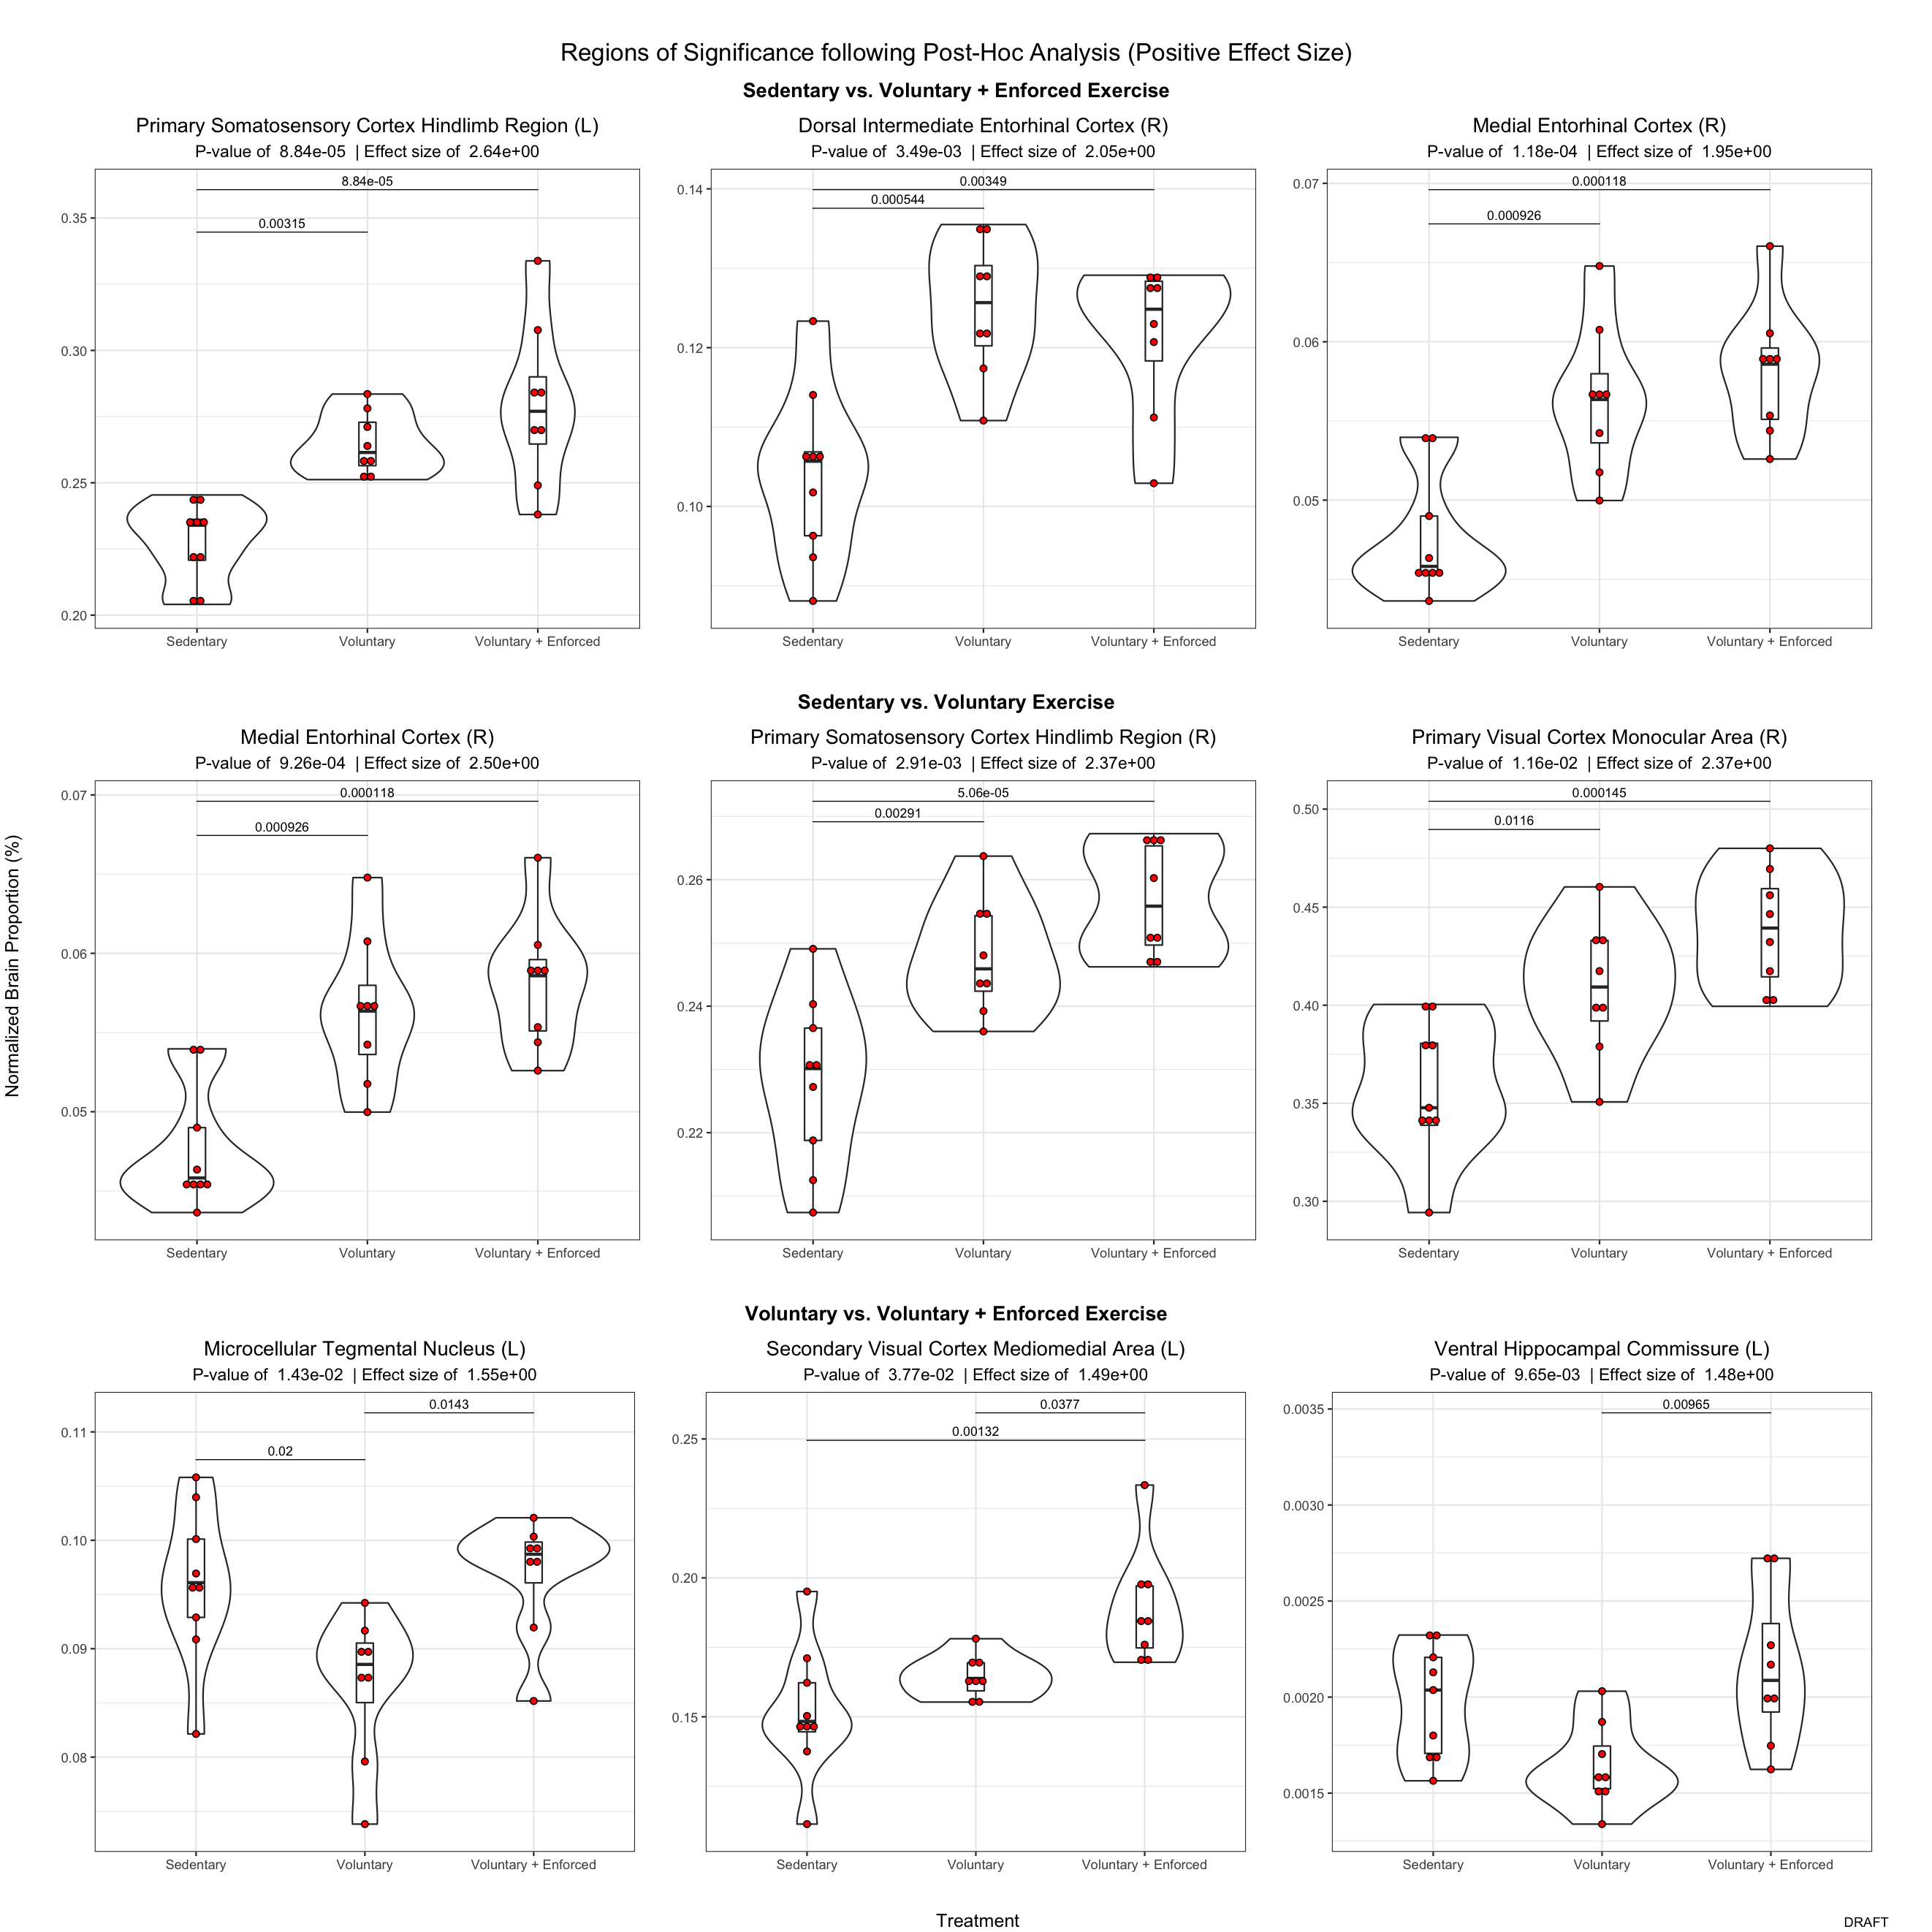 Regions of Significance following Post-Hoc Analysis (Positive Effect Size)
Sedentary vs. Voluntary + Enforced Exercise
Primary Somatosensory Cortex Hindlimb Region (L)
P-value of 8.84e-05 | Effect size of 2.64e+00
8.84e-05
0.00315
0.35
0.30
0.25
0.20
Sedentary
Voluntary
Voluntary + Enforced
Dorsal Intermediate Entorhinal Cortex (R)
P-value of 3.49e-03 | Effect size of 2.05e+00
0.00349
0.000544
0.14
0.12
0.10
Sedentary
Voluntary
Voluntary + Enforced
Medial Entorhinal Cortex (R)
P-value of 1.18e-04 | Effect size of 1.95e+00
0.000118
0.000926
0.07
0.06
0.05
Sedentary
Voluntary
Voluntary + Enforced
Sedentary vs. Voluntary Exercise
Normalized Brain Proportion (%)
Medial Entorhinal Cortex (R)
P-value of 9.26e-04 | Effect size of 2.50e+00
0.000118
0.000926
0.07
0.06
0.05
Sedentary
Voluntary
Voluntary + Enforced
Primary Somatosensory Cortex Hindlimb Region (R)
P-value of 2.91e-03 | Effect size of 2.37e+00
5.06e-05
0.00291
0.26
0.24
0.22
Sedentary
Voluntary
Voluntary + Enforced
Primary Visual Cortex Monocular Area (R)
P-value of 1.16e-02 | Effect size of 2.37e+00
0.000145
0.0116
0.50
0.45
0.40
0.35
0.30
Sedentary
Voluntary
Voluntary + Enforced
Voluntary vs. Voluntary + Enforced Exercise
Microcellular Tegmental Nucleus (L)
P-value of 1.43e-02 | Effect size of 1.55e+00
0.0143
0.02
0.11
0.10
0.09
0.08
Sedentary
Voluntary
Voluntary + Enforced
Secondary Visual Cortex Mediomedial Area (L)
P-value of 3.77e-02 | Effect size of 1.49e+00
0.0377
0.00132
0.25
0.20
0.15
Sedentary
Voluntary
Voluntary + Enforced
Ventral Hippocampal Commissure (L)
P-value of 9.65e-03 | Effect size of 1.48e+00
0.00965
0.0035
0.0030
0.0025
0.0020
0.0015
Sedentary
Voluntary
Voluntary + Enforced
Treatment
DRAFT